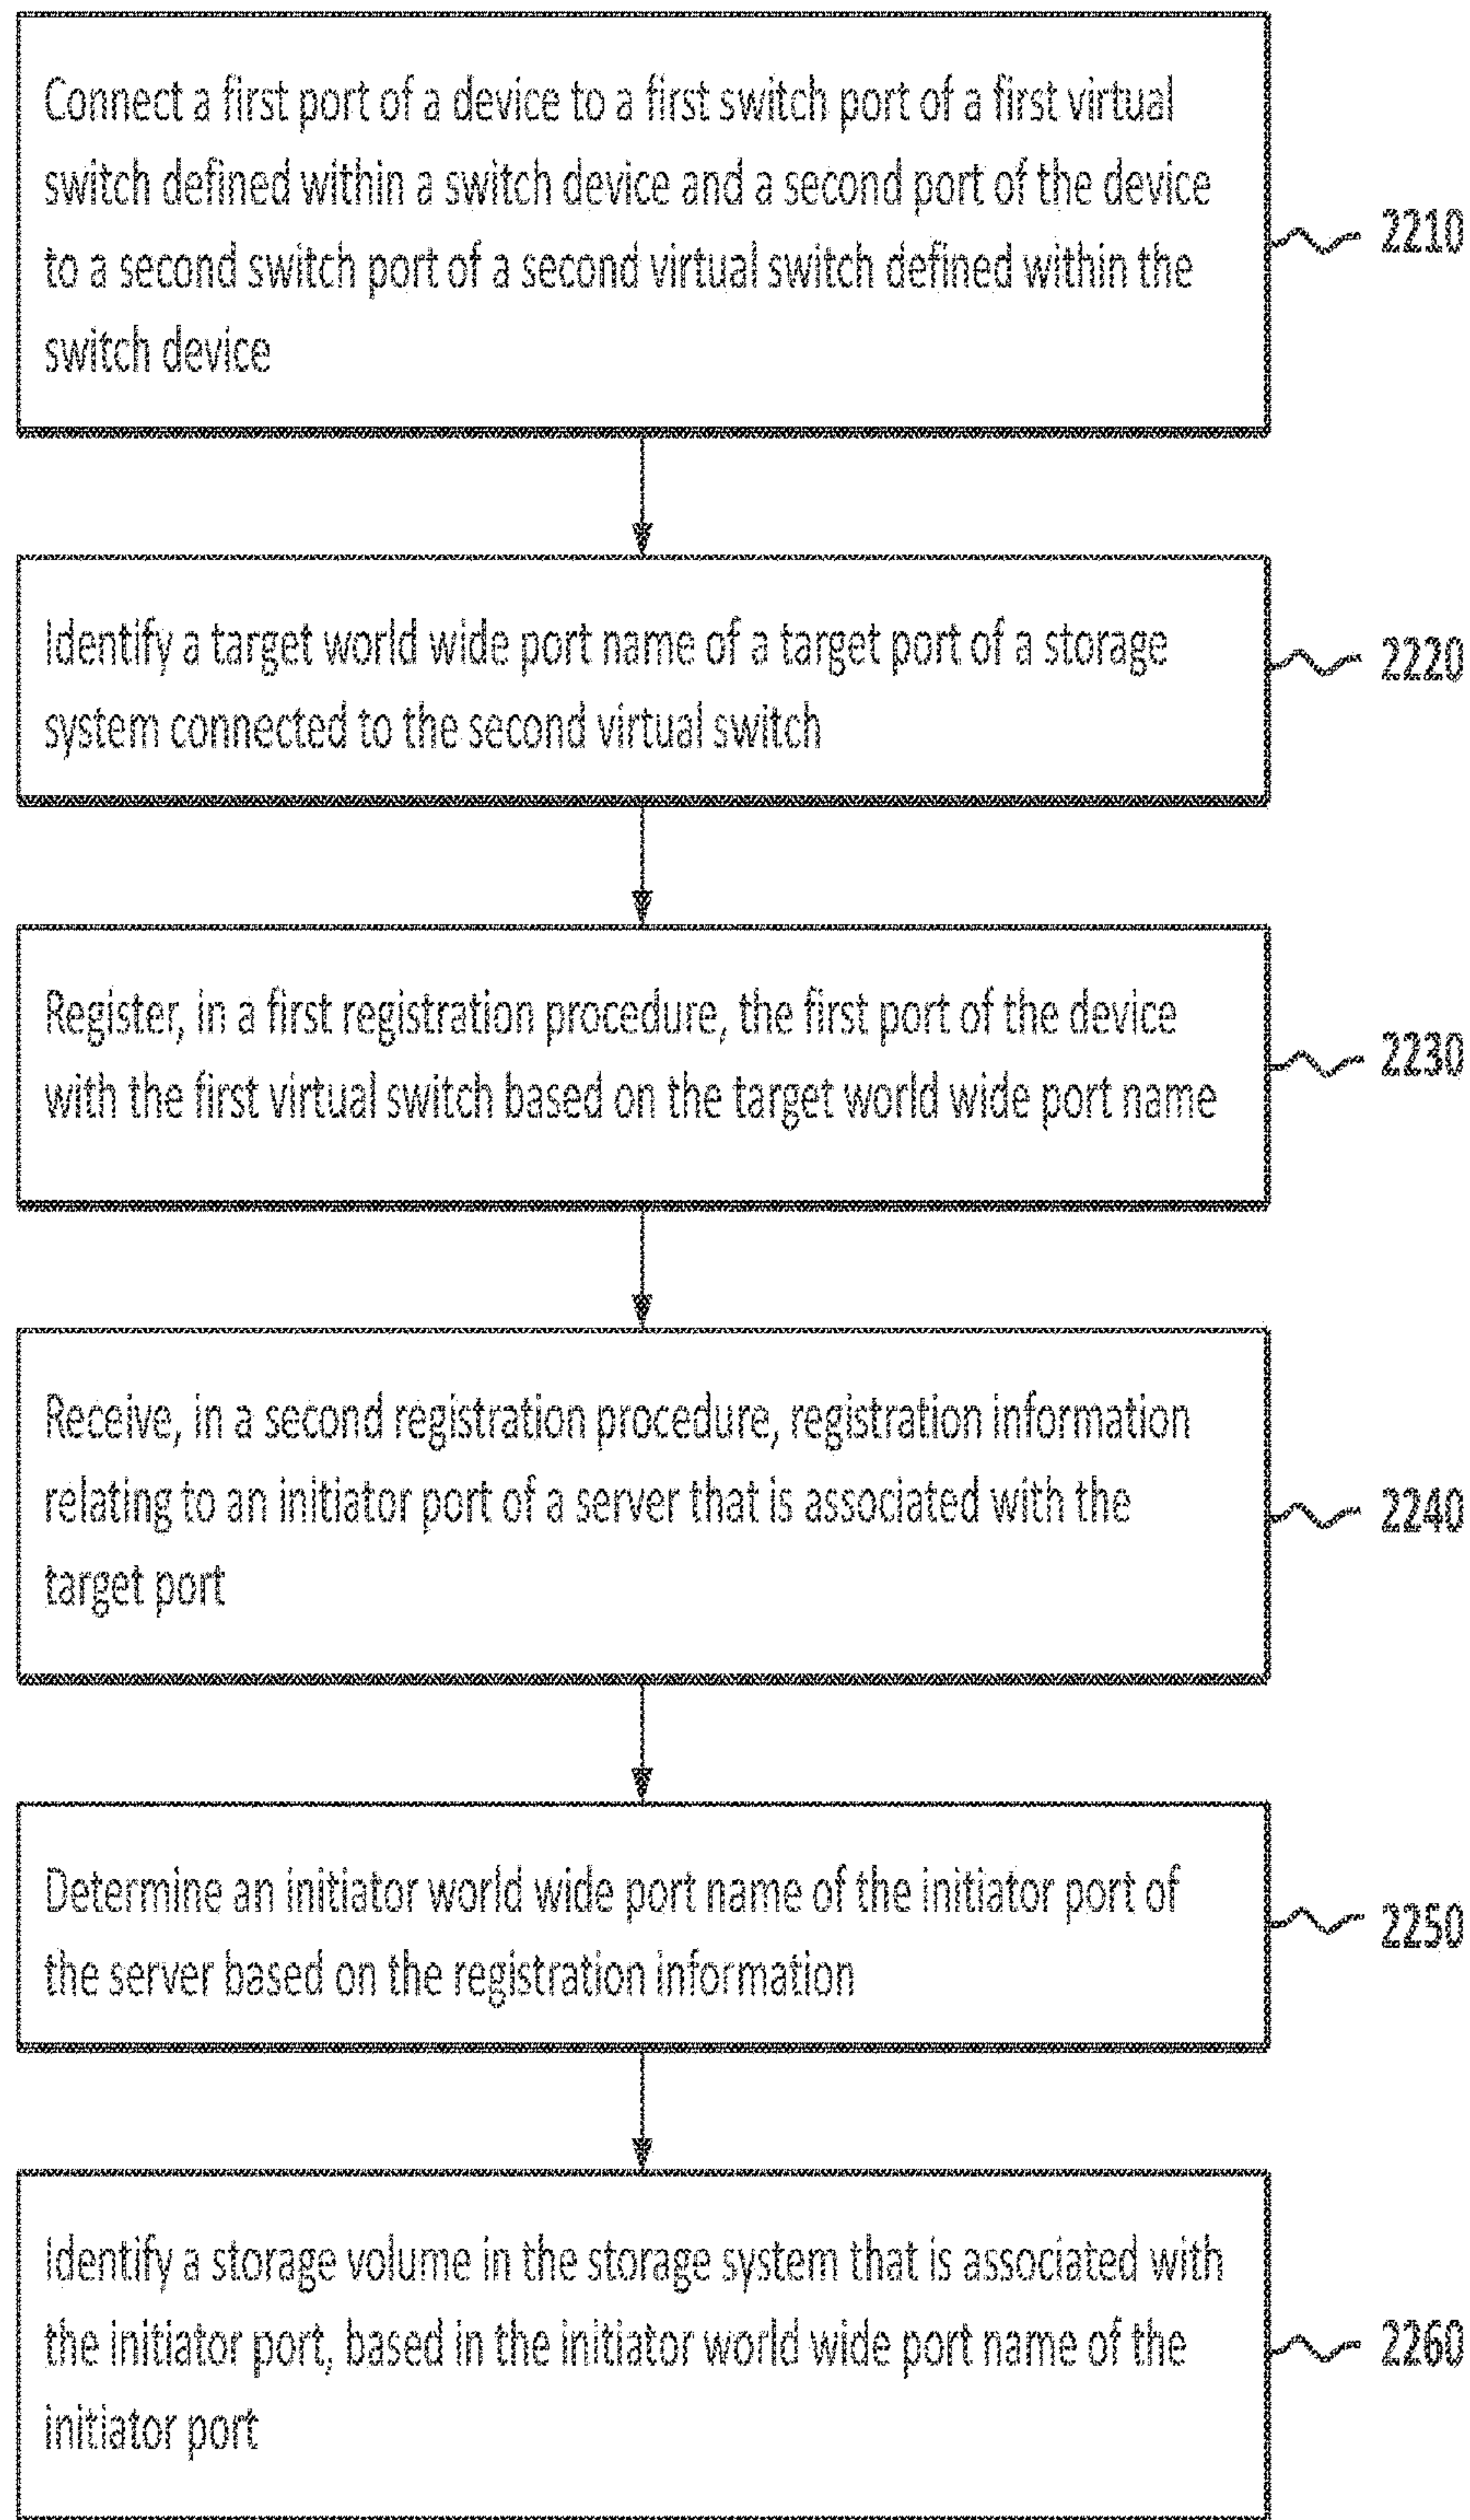 Connect a first port of a device to a first switch port of a first virtual
switch defined within a switch device and a second port of the device
to a second switch port of a second virtual switch defined within the
switch device
2210
Identify a target world wide port name of a target port of a storage
system connected to the second virtual switch
2220
Register, in a first registration procedure, the first port of the device
with the first virtual switch based on the target world wide port name
2230
Receive, in a second registration procedure, registration information
relating to an initiator port of a server that is associated with the
target port
2240
Determine an initiator world wide port name of the initiator port of
the server based on the registration information
2250
Identify a storage volume in the storage system that is associated with
the initiator port, based in the initiator world wide port name of the
initiator port
2260